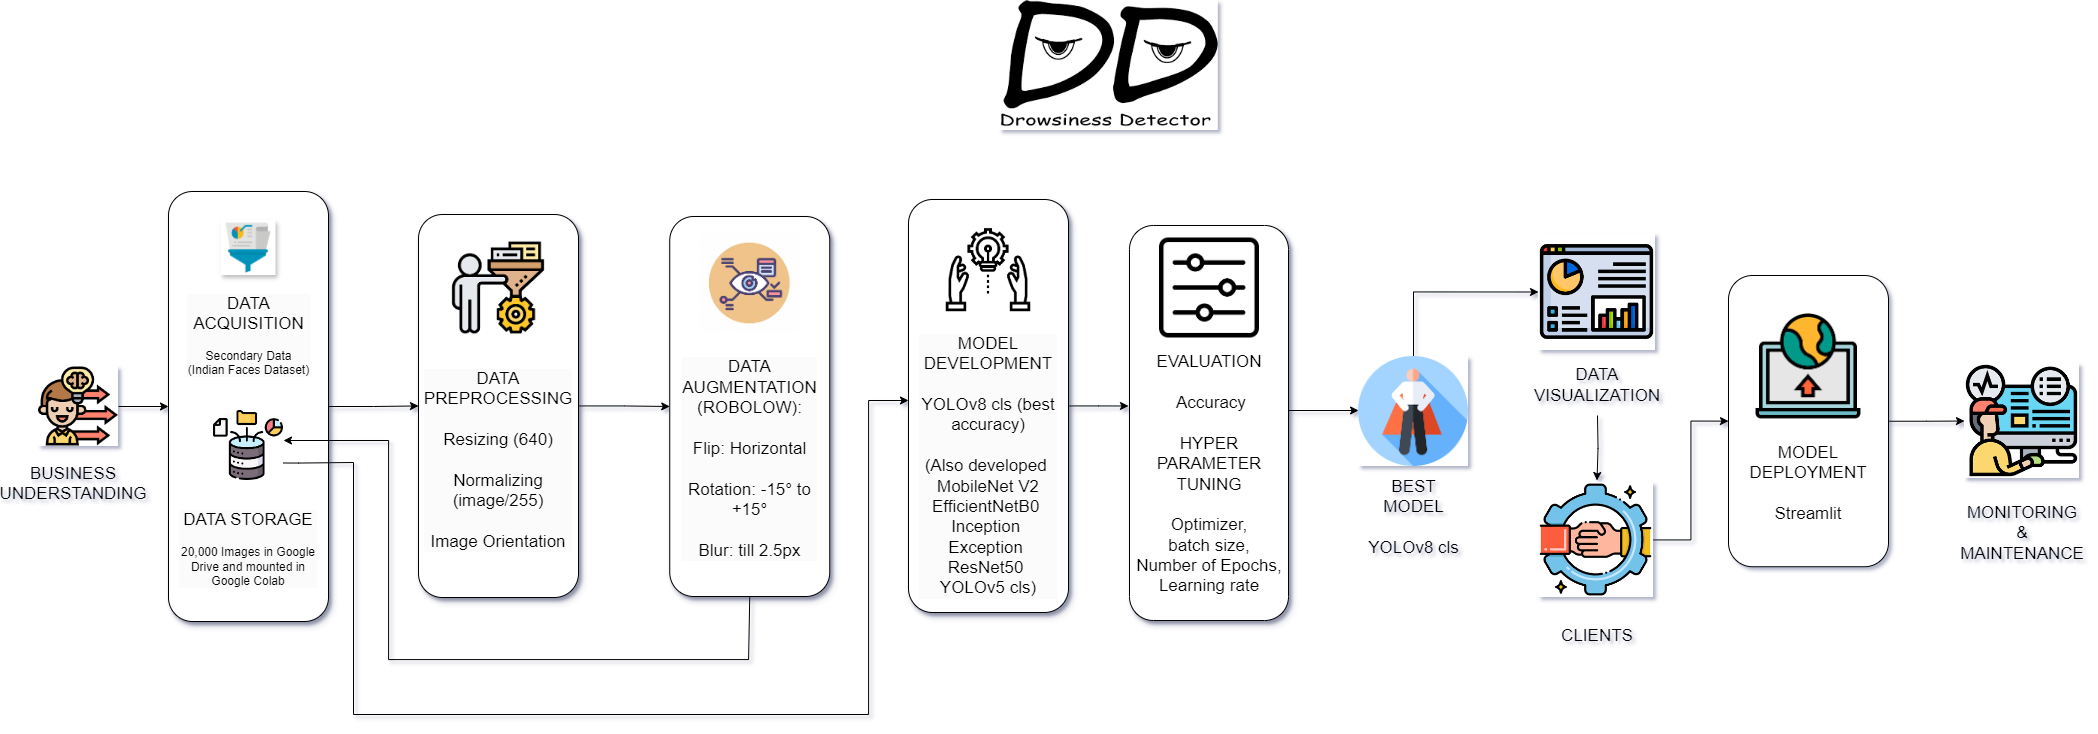 Drowsiness Detector
BUSINESS
UNDERSTANDING
DATA
ACQUISITION
Secondary Data
(Indian Faces Dataset)
DATA STORAGE
20,000 Images in Google
Drive and mounted in
Google Colab
DATA
PREPROCESSING
Resizing (640)
Normalizing
(image/255)
Image Orientation
DATA
AUGMENTATION
(ROBOLOW):
Flip: Horizontal
Rotation: -15° to
+15°
Blur: till 2.5px
MODEL
DEVELOPMENT
YOLOv8 cls (best
accuracy)
(Also developed
MobileNet V2
EfficientNetB0
Inception
Exception
ResNet50
YOLOv5 cls)
EVALUATION
Accuracy
HYPER
PARAMETER
TUNING
Optimizer,
batch size,
Number of Epochs,
Learning rate
BEST
MODEL
YOLOv8 cls
DATA
VISUALIZATION
CLIENTS
MODEL
DEPLOYMENT
Streamlit
MONITORING
&
MAINTENANCE